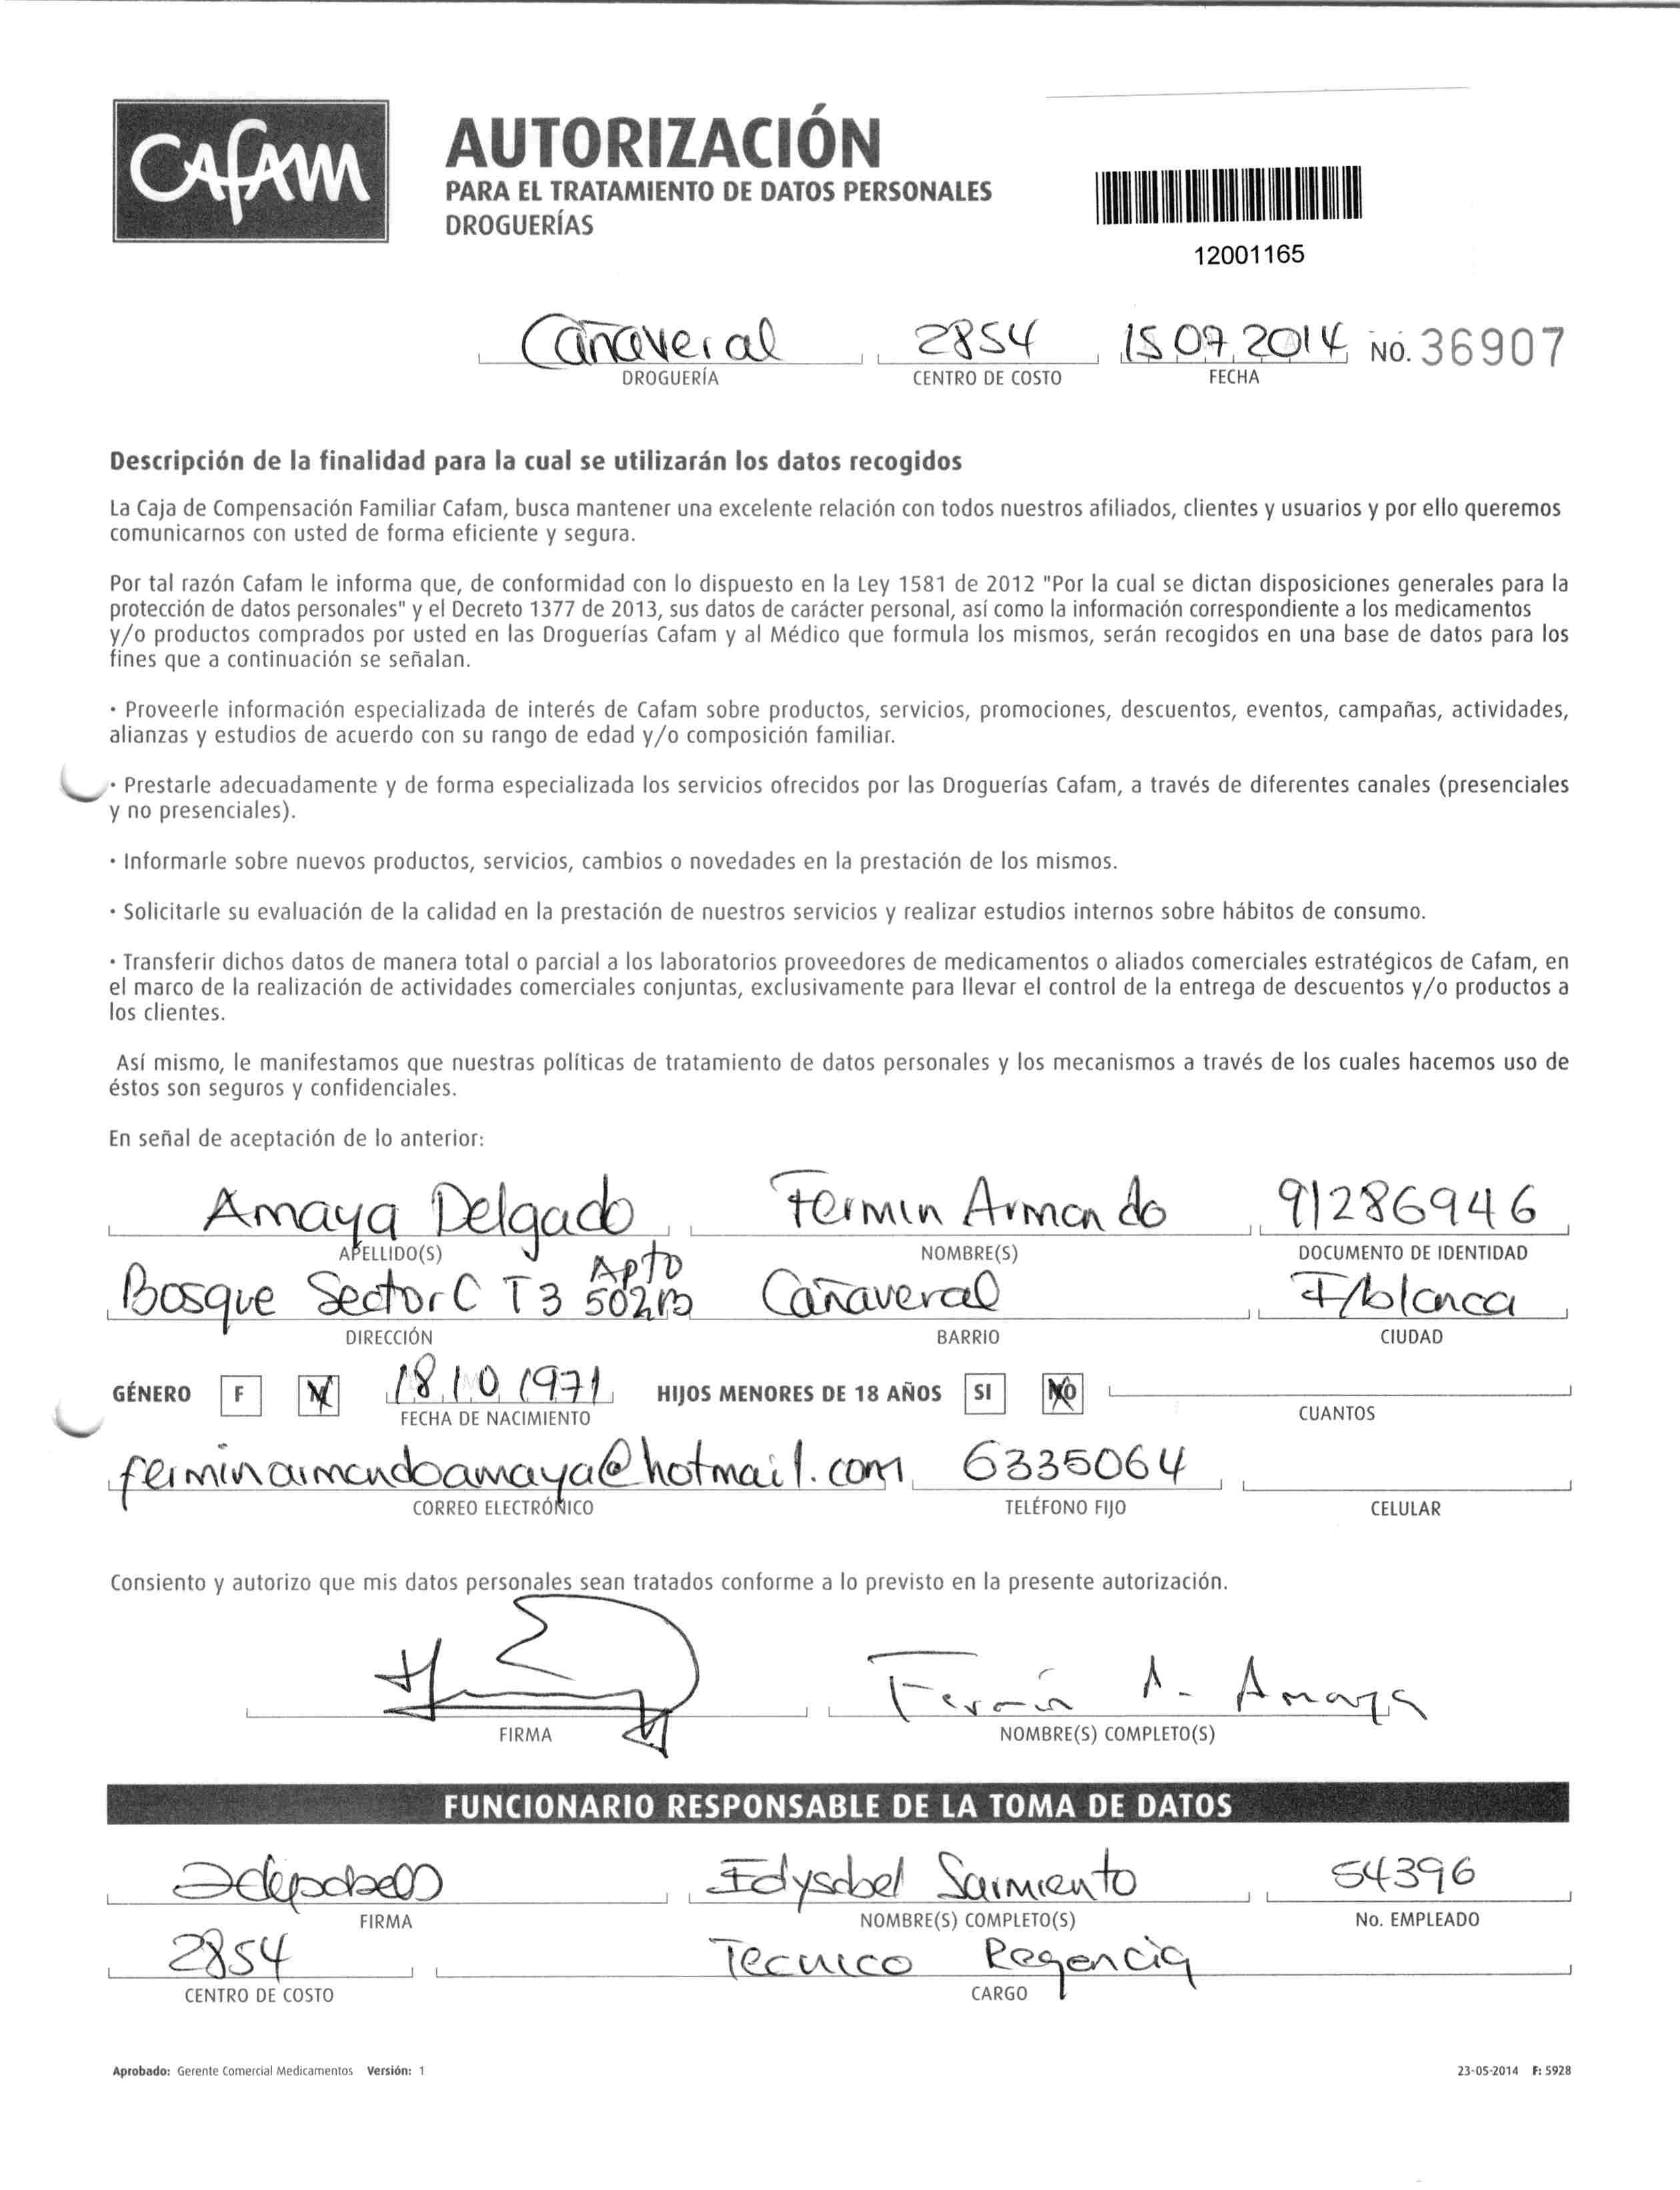 CAFAM
AUTORIZACIÓN
PARA EL TRATAMIENTO DE DATOS PERSONALES
DROGUERÍAS
12001165
Cañaveral 2854 15 07 2014 NO. 36907
DROGUERÍA CENTRO DE COSTO FECHA
Descripción de la finalidad para la cual se utilizarán los datos recogidos
La Caja de Compensación Familiar Cafam, busca mantener una excelente relación con todos nuestros afiliados, clientes y usuarios y por ello queremos
comunicarnos con usted de forma eficiente y segura.
Por tal razón Cafam le informa que, de conformidad con lo dispuesto en la Ley 1581 de 2012 "Por la cual se dictan disposiciones generales para la
protección de datos personales" y el Decreto 1377 de 2013, sus datos de carácter personal, así como la información correspondiente a los medicamentos
y/o productos comprados por usted en las Droguerías Cafam y al Médico que formula los mismos, serán recogidos en una base de datos para los
fines que a continuación se señalan.
· Proveerle información especializada de interés de Cafam sobre productos, servicios, promociones, descuentos, eventos, campañas, actividades,
alianzas y estudios de acuerdo con su rango de edad y/o composición familiar.
· Prestarle adecuadamente y de forma especializada los servicios ofrecidos por las Droguerías Cafam, a través de diferentes canales (presenciales
y no presenciales).
· Informarle sobre nuevos productos, servicios, cambios o novedades en la prestación de los mismos.
· Solicitarle su evaluación de la calidad en la prestación de nuestros servicios y realizar estudios internos sobre hábitos de consumo.
· Transferir dichos datos de manera total o parcial a los laboratorios proveedores de medicamentos o aliados comerciales estratégicos de Cafam, en
el marco de la realización de actividades comerciales conjuntas, exclusivamente para llevar el control de la entrega de descuentos y/o productos a
los clientes.
Así mismo, le manifestamos que nuestras políticas de tratamiento de datos personales y los mecanismos a través de los cuales hacemos uso de
éstos son seguros y confidenciales.
En señal de aceptación de lo anterior:
Amaya Delgado Fermin Armando 91286946
APELLIDO(S) NOMBRE(S) DOCUMENTO DE IDENTIDAD
Bosque Sector C T3 Apto 502B Cañaveral F/blanca
DIRECCIÓN BARRIO CIUDAD
GÉNERO F M 18 10 1971 HIJOS MENORES DE 18 AÑOS SI NO
FECHA DE NACIMIENTO CUANTOS
ferminarmandoamaya@hotmail.com 6335064
CORREO ELECTRÓNICO TELÉFONO FIJO CELULAR
Consiento y autorizo que mis datos personales sean tratados conforme a lo previsto en la presente autorización.
Fermín A. Amaya
FIRMA NOMBRE(S) COMPLETO(S)
FUNCIONARIO RESPONSABLE DE LA TOMA DE DATOS
Idysabel Sarmiento 54396
FIRMA NOMBRE(S) COMPLETO(S) No. EMPLEADO
2854 Tecnico Regencia
CENTRO DE COSTO CARGO
Aprobado: Gerente Comercial Medicamentos Versión: 1 23-05-2014 F: 5928